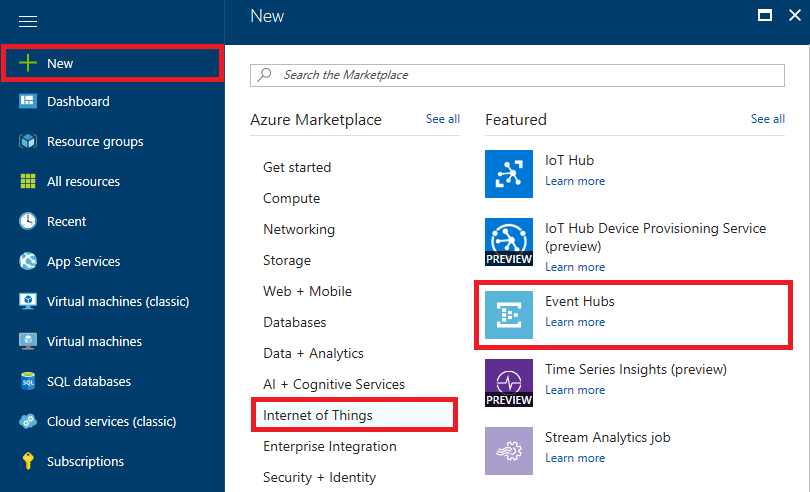 New
New
Dashboard
Resource groups
All resources
Recent
App Services
Virtual machines (classic)
Virtual machines
SQL
SQL databases
Cloud services (classic)
Subscriptions
Search the Marketplace
Azure Marketplace
See all
Get started
Compute
Networking
Storage
Web + Mobile
Databases
Data + Analytics
AI + Cognitive Services
Internet of Things
Enterprise Integration
Security + Identity
Featured
See all
IoT Hub
Learn more
PREVIEW
IoT Hub Device Provisioning Service
(preview)
Learn more
Event Hubs
Learn more
PREVIEW
Time Series Insights (preview)
Learn more
Stream Analytics job
Learn more